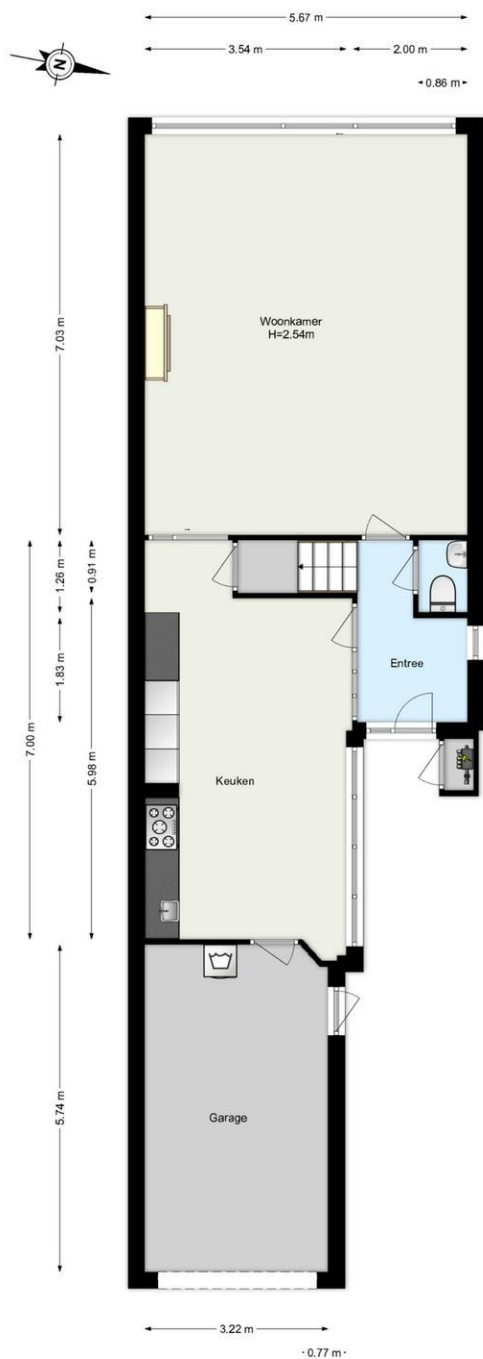 5.67 m
3.54 m
2.00 m
0.86 m
N
7.03 m
Woonkamer
H=2.54m
1.26 m
0.91 m
1.83 m
Entree
7.00 m
5.98 m
Keuken
5.74 m
Garage
3.22 m
0.77 m